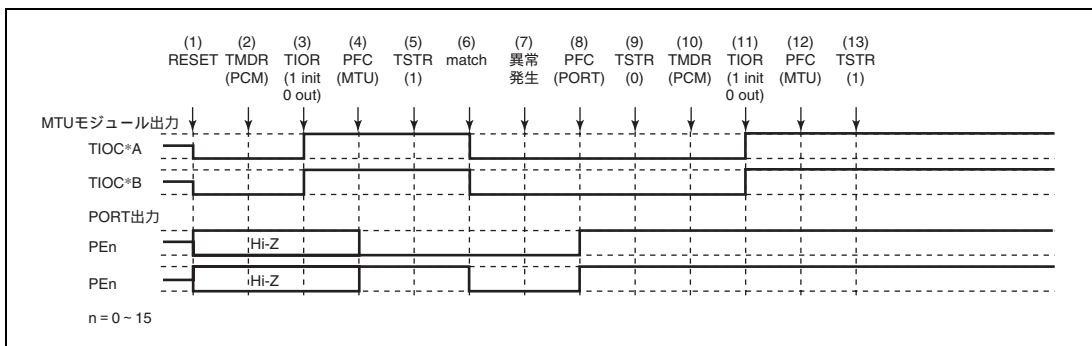 (1) (2) (3) (4) (5) (6) (7) (8) (9) (10) (11) (12) (13)
RESET TMDR TIOR PFC TSTR match 異常 PFC TSTR TMDR TIOR PFC TSTR
(PCM) (1 init (MTU) (1) 発生 (PORT) (0) (PCM) (1 init (MTU) (1)
0 out) 0 out)
MTUモジュール出力
TIOC*A
TIOC*B
PORT出力
PEn Hi-Z
PEn Hi-Z
n = 0 ~ 15